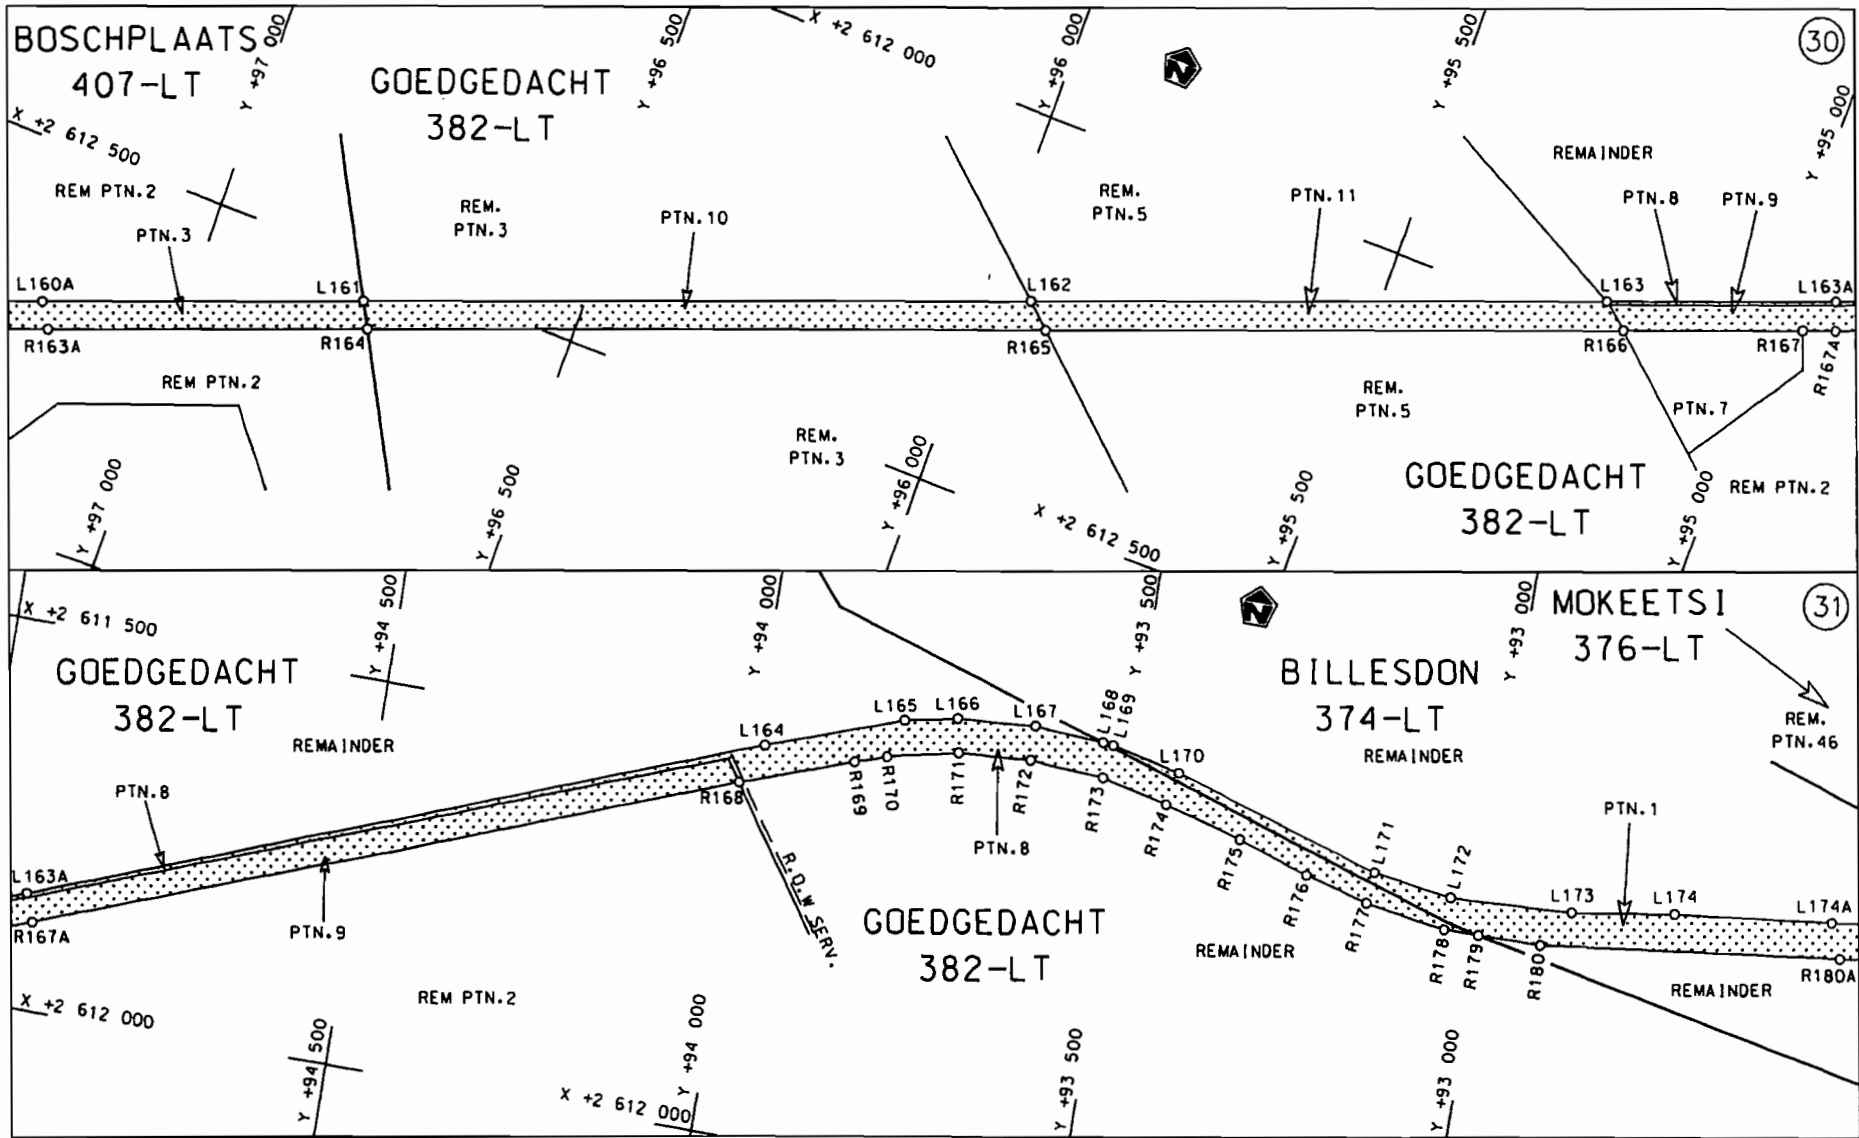 BOSCHPLAATS
407-LT
Y +97 000
GOEDGEDACHT
382-LT
Y +96 500
X +2 612 000
Y +96 000
N
Y +95 500
30
Y +95 000
X +2 612 500
REM PTN.2
PTN.3
REM.
PTN.3
PTN.10
REM.
PTN.5
PTN.11
REMAINDER
PTN.8
PTN.9
L160A
L161
L162
L163
L163A
R163A
R164
R165
R166
R167
R167A
REM PTN.2
REM.
PTN.3
REM.
PTN.5
PTN.7
GOEDGEDACHT
382-LT
REM PTN.2
Y +97 000
Y +96 500
Y +96 000
X +2 612 500
Y +95 500
Y +95 000
X +2 611 500
Y +94 500
Y +94 000
Y +93 500
N
Y +93 000
MOKEETSI
376-LT
31
GOEDGEDACHT
382-LT
REMAINDER
BILLESDON
374-LT
REMAINDER
REM.
PTN.46
L163A
L164
L165
L166
L167
L168
L169
L170
L171
L172
L173
L174
L174A
PTN.8
PTN.9
PTN.8
PTN.1
R167A
R168
R169
R170
R171
R172
R173
R174
R175
R176
R177
R178
R179
R180
R180A
R.O.W SERV.
GOEDGEDACHT
382-LT
REMAINDER
REMAINDER
REM PTN.2
X +2 612 000
Y +94 500
X +2 612 000
Y +94 000
Y +93 500
Y +93 000